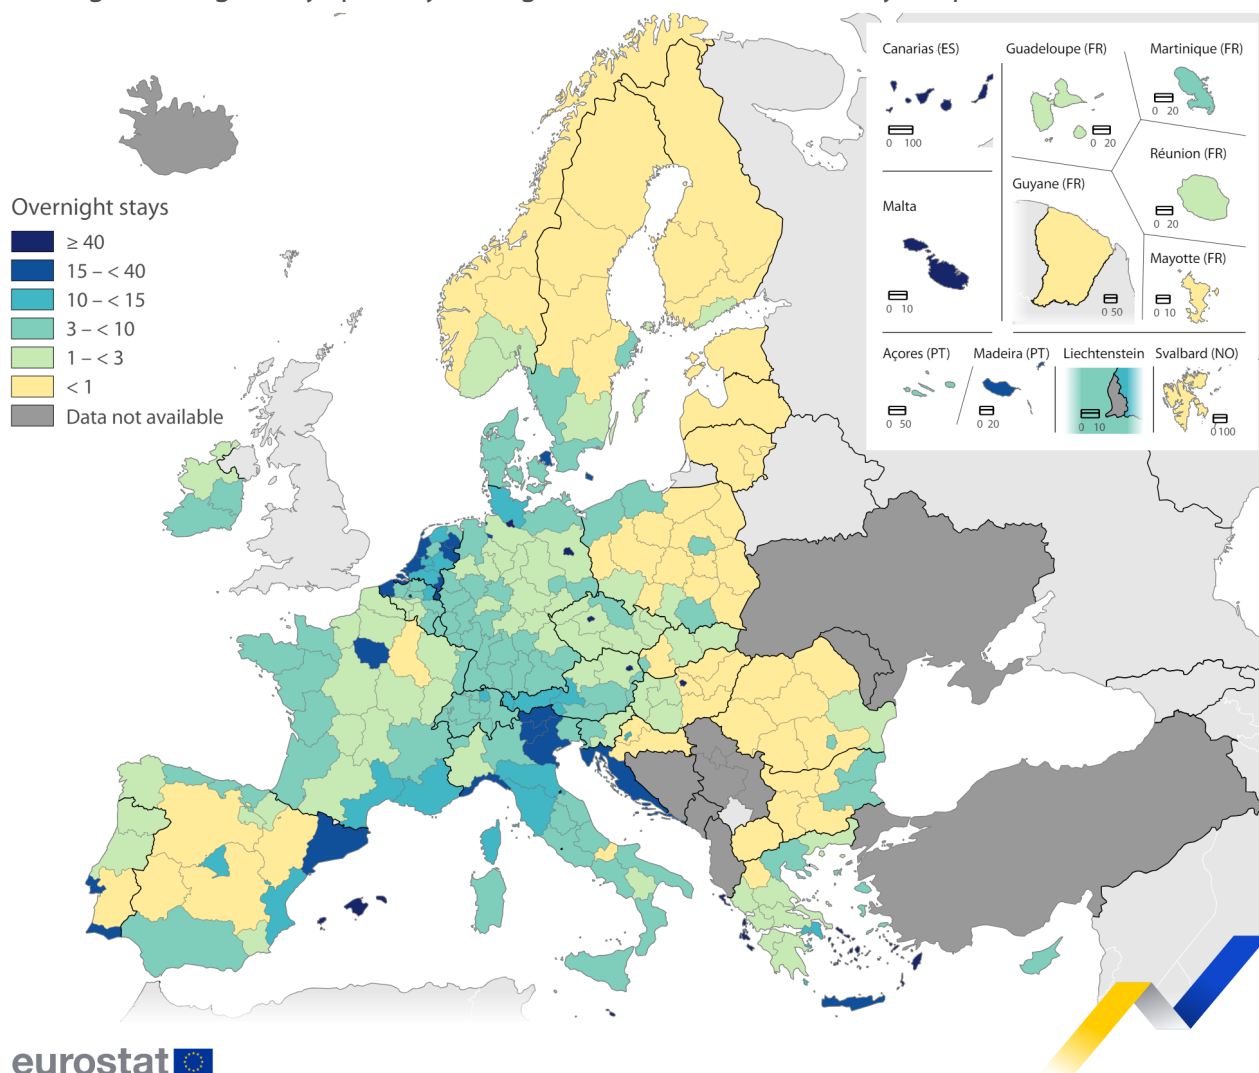 Overnight stays
≥ 40
15 – < 40
10 – < 15
3 – < 10
1 – < 3
< 1
Data not available
Canarias (ES)
0 100
Guadeloupe (FR)
0 20
Martinique (FR)
0 20
Réunion (FR)
0 20
Guyane (FR)
0 50
Malta
0 10
Mayotte (FR)
0 10
Açores (PT)
0 50
Madeira (PT)
0 20
Liechtenstein
0 10
Svalbard (NO)
0 100
eurostat